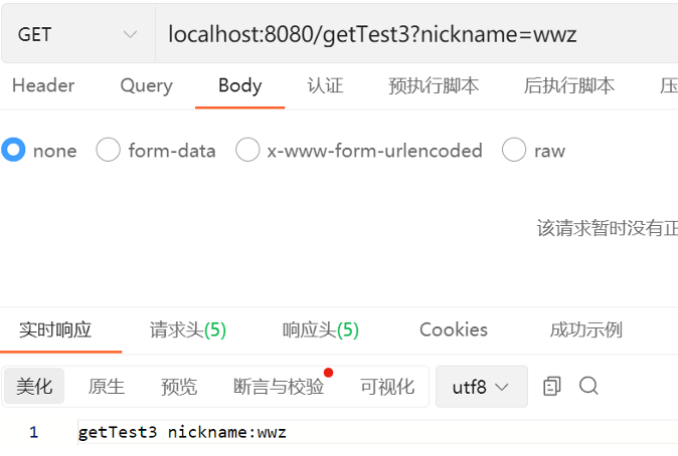 GET localhost:8080/getTest3?nickname=wwz
Header Query Body 认证 预执行脚本 后执行脚本 压
none form-data x-www-form-urlencoded raw
该请求暂时没有正
实时响应 请求头(5) 响应头(5) Cookies 成功示例
美化 原生 预览 断言与校验 可视化 utf8
1 getTest3 nickname:wwz